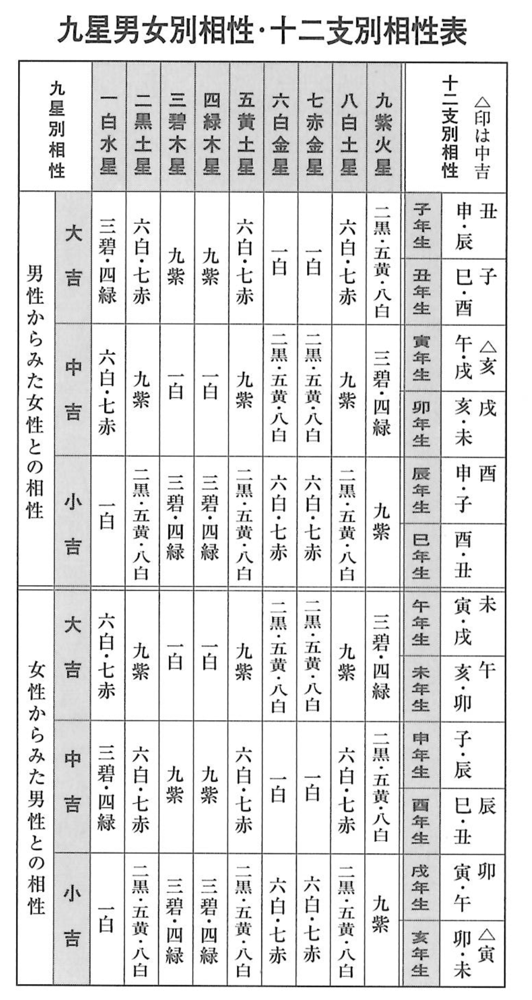 九星男女別相性・十二支別相性表
九星別相性
一白水星
二黒土星
三碧木星
四緑木星
五黄土星
六白金星
七赤金星
八白土星
九紫火星
十二支別相性
△印は中吉
男性からみた女性との相性
大吉
三碧・四緑
六白・七赤
九紫
九紫
六白・七赤
一白
一白
六白・七赤
二黒・五黄・八白
中吉
六白・七赤
九紫
一白
一白
九紫
二黒・五黄・八白
二黒・五黄・八白
九紫
三碧・四緑
小吉
一白
二黒・五黄・八白
三碧・四緑
三碧・四緑
二黒・五黄・八白
六白・七赤
六白・七赤
二黒・五黄・八白
九紫
女性からみた男性との相性
大吉
六白・七赤
九紫
一白
一白
九紫
二黒・五黄・八白
二黒・五黄・八白
九紫
三碧・四緑
中吉
三碧・四緑
六白・七赤
九紫
九紫
六白・七赤
一白
一白
六白・七赤
二黒・五黄・八白
小吉
一白
二黒・五黄・八白
三碧・四緑
三碧・四緑
二黒・五黄・八白
六白・七赤
六白・七赤
二黒・五黄・八白
九紫
子年生
丑
申・辰
丑年生
子
巳・酉
寅年生
△亥
午・戌
卯年生
戌
亥・未
辰年生
酉
申・子
巳年生
酉・丑
午年生
未
寅・戌
未年生
午
亥・卯
申年生
子・辰
酉年生
辰
巳・丑
戌年生
卯
寅・午
亥年生
△寅
卯・未